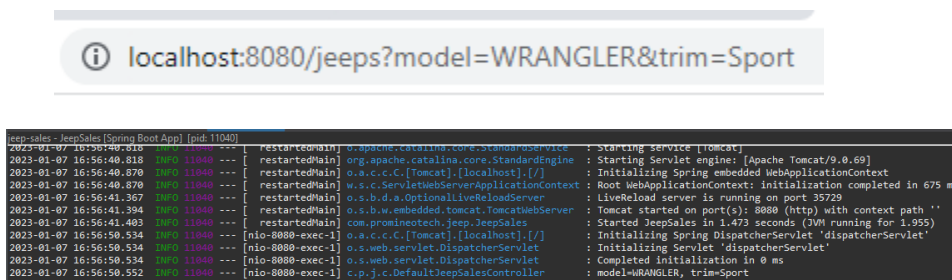 localhost:8080/jeeps?model=WRANGLER&trim=Sport
jeep-sales - JeepSales [Spring Boot App] [pid: 11040]
2023-01-07 16:56:40.818  INFO 11040 --- [  restartedMain] o.apache.catalina.core.StandardService   : Starting service [Tomcat]
2023-01-07 16:56:40.818  INFO 11040 --- [  restartedMain] org.apache.catalina.core.StandardEngine  : Starting Servlet engine: [Apache Tomcat/9.0.69]
2023-01-07 16:56:40.870  INFO 11040 --- [  restartedMain] o.a.c.c.C.[Tomcat].[localhost].[/]       : Initializing Spring embedded WebApplicationContext
2023-01-07 16:56:40.870  INFO 11040 --- [  restartedMain] w.s.c.ServletWebServerApplicationContext : Root WebApplicationContext: initialization completed in 675 m
2023-01-07 16:56:41.367  INFO 11040 --- [  restartedMain] o.s.b.d.a.OptionalLiveReloadServer       : LiveReload server is running on port 35729
2023-01-07 16:56:41.394  INFO 11040 --- [  restartedMain] o.s.b.w.embedded.tomcat.TomcatWebServer  : Tomcat started on port(s): 8080 (http) with context path ''
2023-01-07 16:56:41.403  INFO 11040 --- [  restartedMain] com.promineotech.jeep.JeepSales          : Started JeepSales in 1.473 seconds (JVM running for 1.955)
2023-01-07 16:56:50.534  INFO 11040 --- [nio-8080-exec-1] o.a.c.c.C.[Tomcat].[localhost].[/]       : Initializing Spring DispatcherServlet 'dispatcherServlet'
2023-01-07 16:56:50.534  INFO 11040 --- [nio-8080-exec-1] o.s.web.servlet.DispatcherServlet        : Initializing Servlet 'dispatcherServlet'
2023-01-07 16:56:50.534  INFO 11040 --- [nio-8080-exec-1] o.s.web.servlet.DispatcherServlet        : Completed initialization in 0 ms
2023-01-07 16:56:50.552  INFO 11040 --- [nio-8080-exec-1] c.p.j.c.DefaultJeepSalesController       : model=WRANGLER, trim=Sport